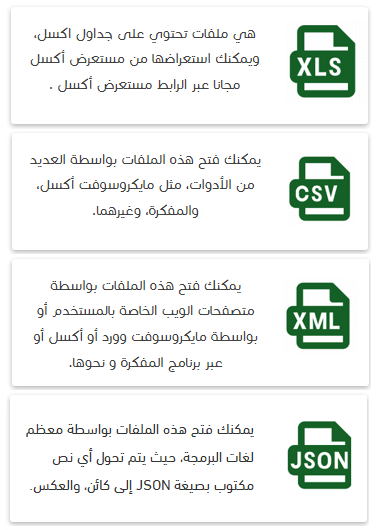 هي ملفات تحتوي على جداول اكسل،
ويمكنك استعراضها من مستعرض أكسل
مجانا عبر الرابط مستعرض أكسل .
XLS
يمكنك فتح هذه الملفات بواسطة العديد
من الأدوات، مثل مايكروسوفت أكسل،
والمفكرة، وغيرهما.
CSV
يمكنك فتح هذه الملفات بواسطة
متصفحات الويب الخاصة بالمستخدم أو
بواسطة مايكروسوفت وورد أو أكسل أو
عبر برنامج المفكرة و نحوها.
XML
يمكنك فتح هذه الملفات بواسطة معظم
لغات البرمجة، حيث يتم تحول أي نص
مكتوب بصيغة JSON إلى كائن، والعكس.
JSON